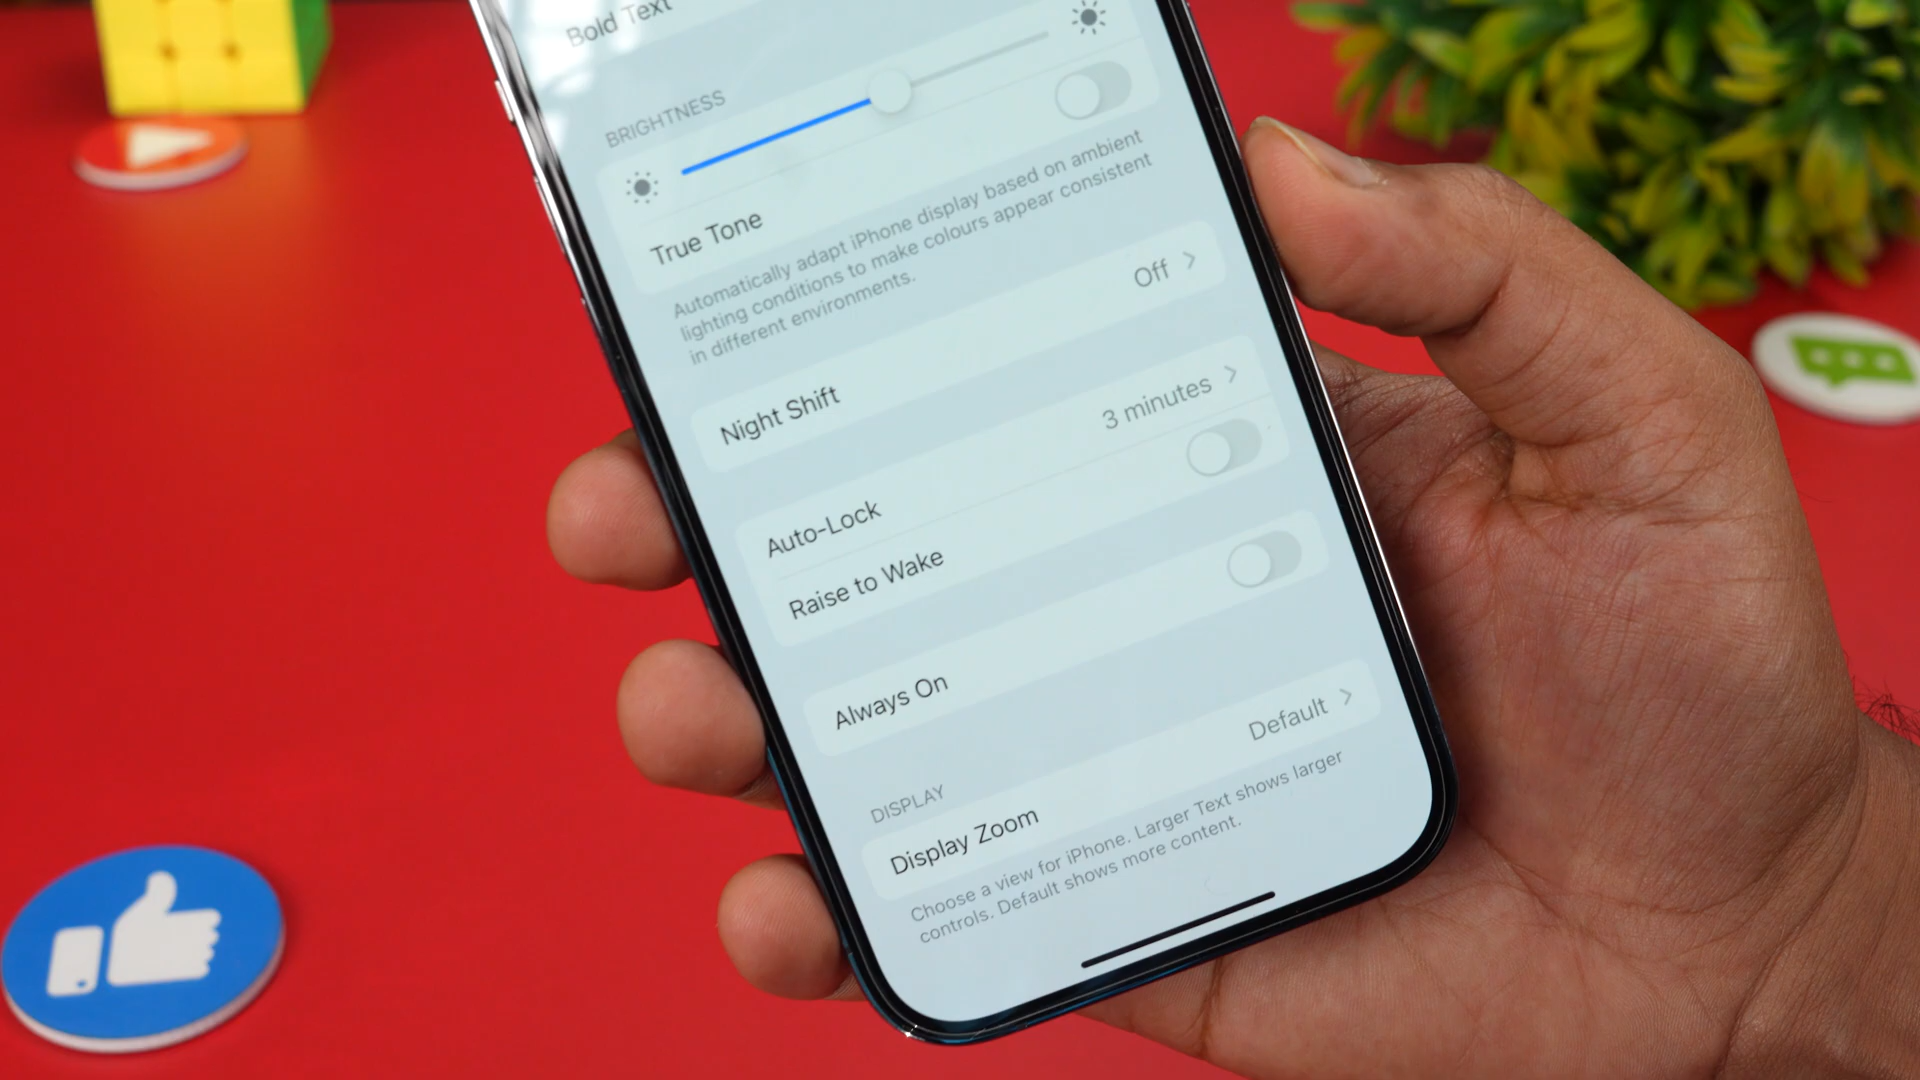 Bold Text
BRIGHTNESS
True Tone
Automatically adapt iPhone display based on ambient
lighting conditions to make colours appear consistent
in different environments.
Night Shift Off
Auto-Lock 3 minutes
Raise to Wake
Always On
DISPLAY
Display Zoom Default
Choose a view for iPhone. Larger Text shows larger
controls. Default shows more content.